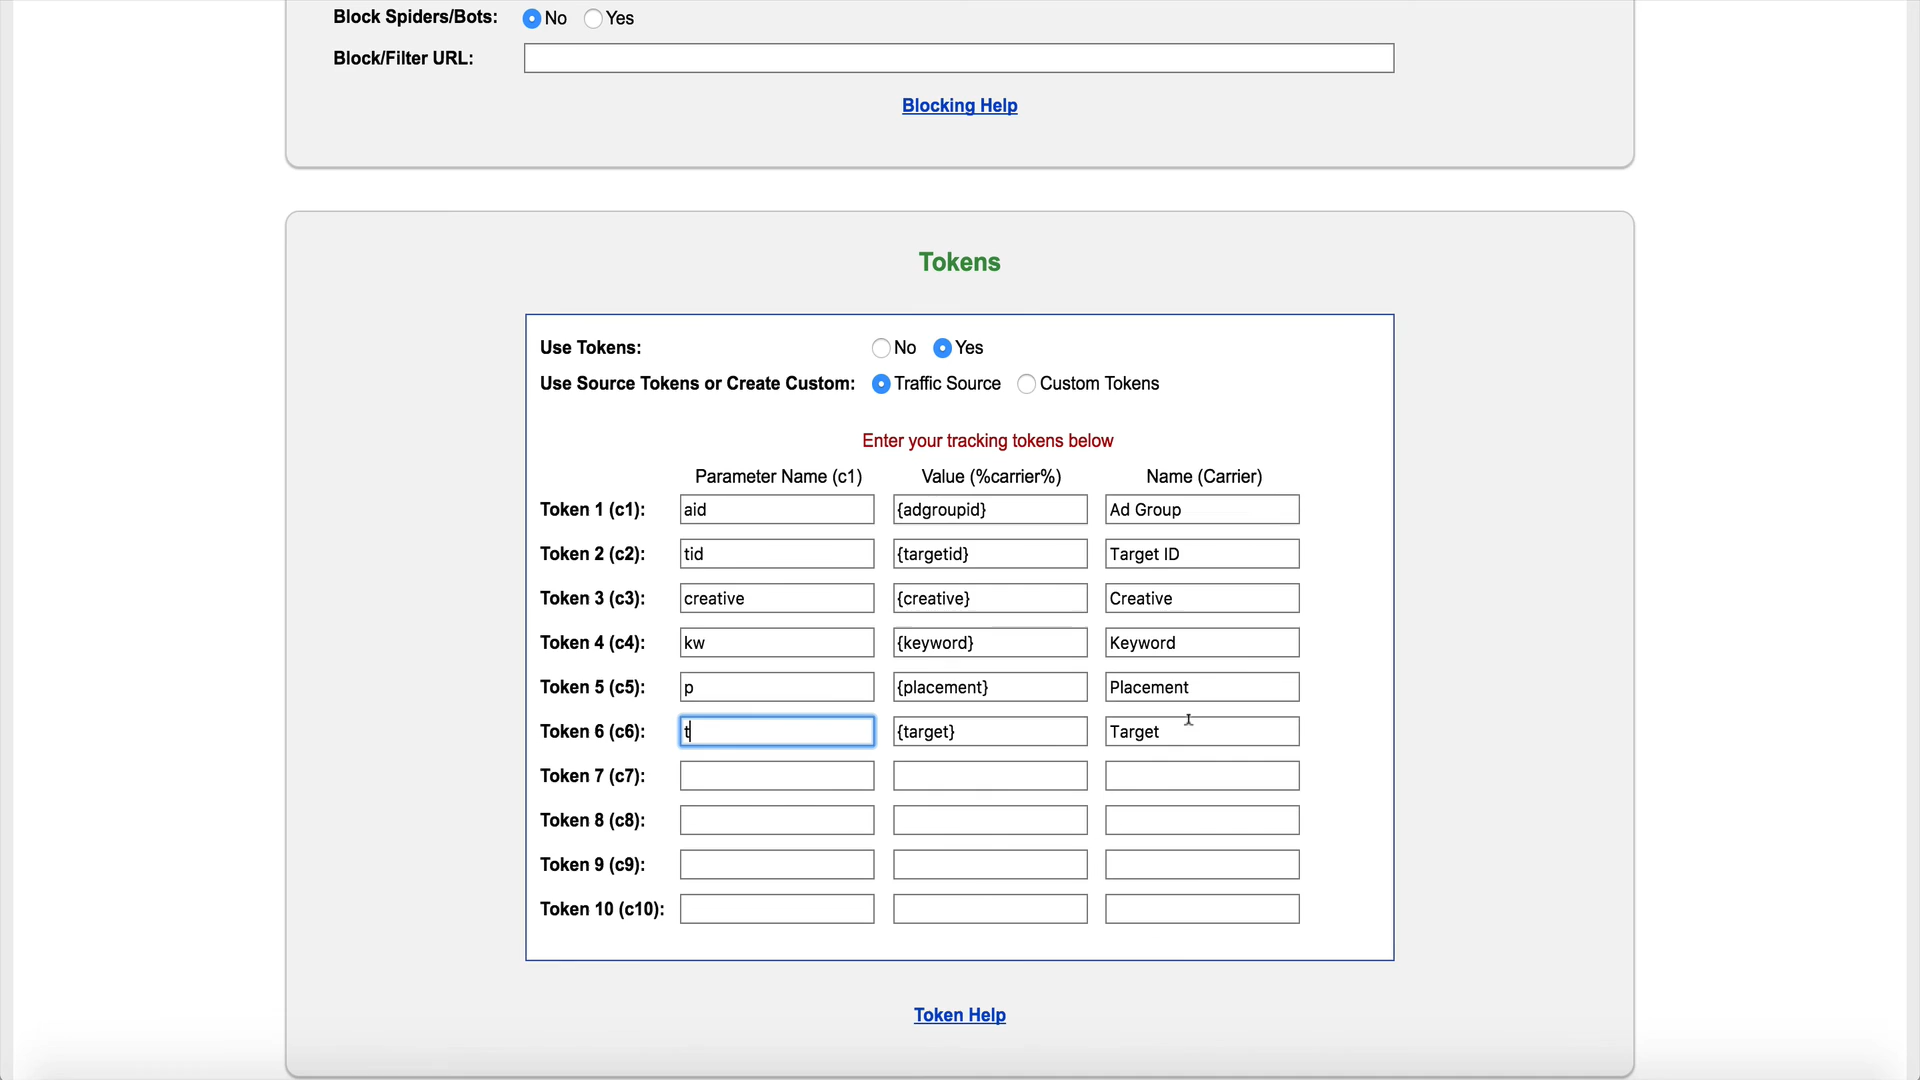 Block Spiders/Bots: No Yes
Block/Filter URL:
Blocking Help
Tokens
Use Tokens: No Yes
Use Source Tokens or Create Custom: Traffic Source Custom Tokens
Enter your tracking tokens below
Parameter Name (c1) Value (%carrier%) Name (Carrier)
Token 1 (c1): aid {adgroupid} Ad Group
Token 2 (c2): tid {targetid} Target ID
Token 3 (c3): creative {creative} Creative
Token 4 (c4): kw {keyword} Keyword
Token 5 (c5): p {placement} Placement
Token 6 (c6): t {target} Target
Token 7 (c7):
Token 8 (c8):
Token 9 (c9):
Token 10 (c10):
Token Help